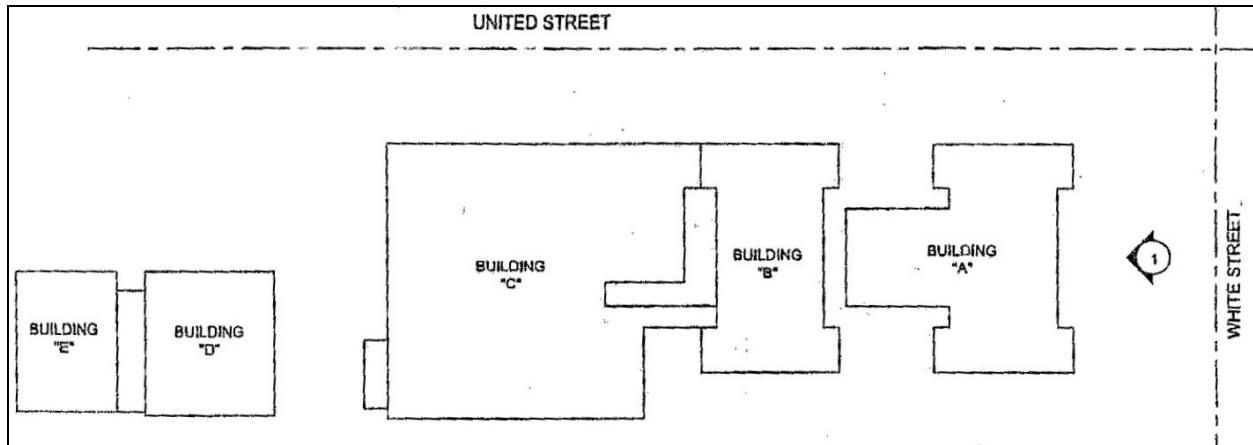 UNITED STREET
BUILDING
"C"
BUILDING
"B"
BUILDING
"A"
1
WHITE STREET
BUILDING
"E"
BUILDING
"D"